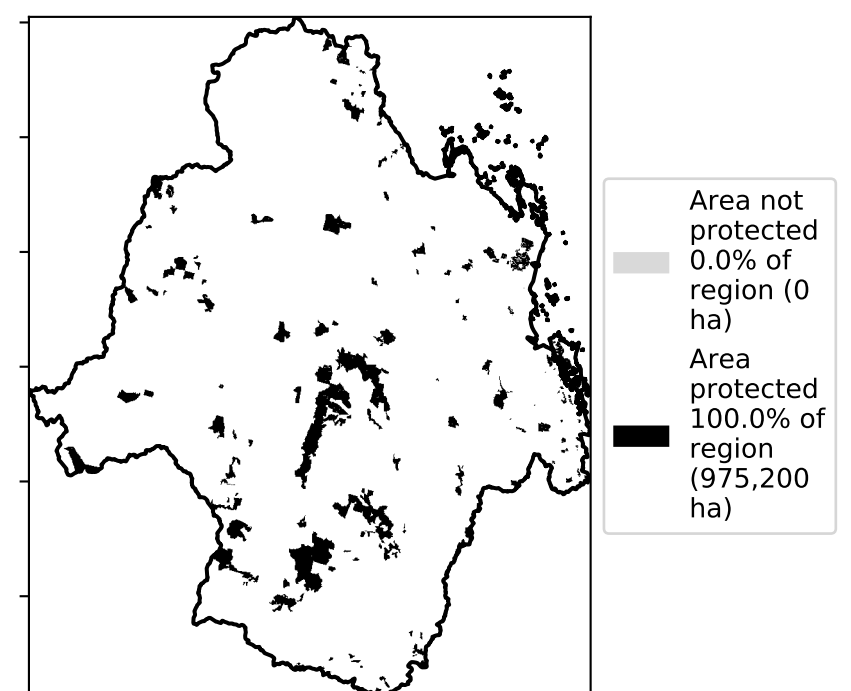 Area not
protected
0.0% of
region (0
ha)
Area
protected
100.0% of
region
(975,200
ha)